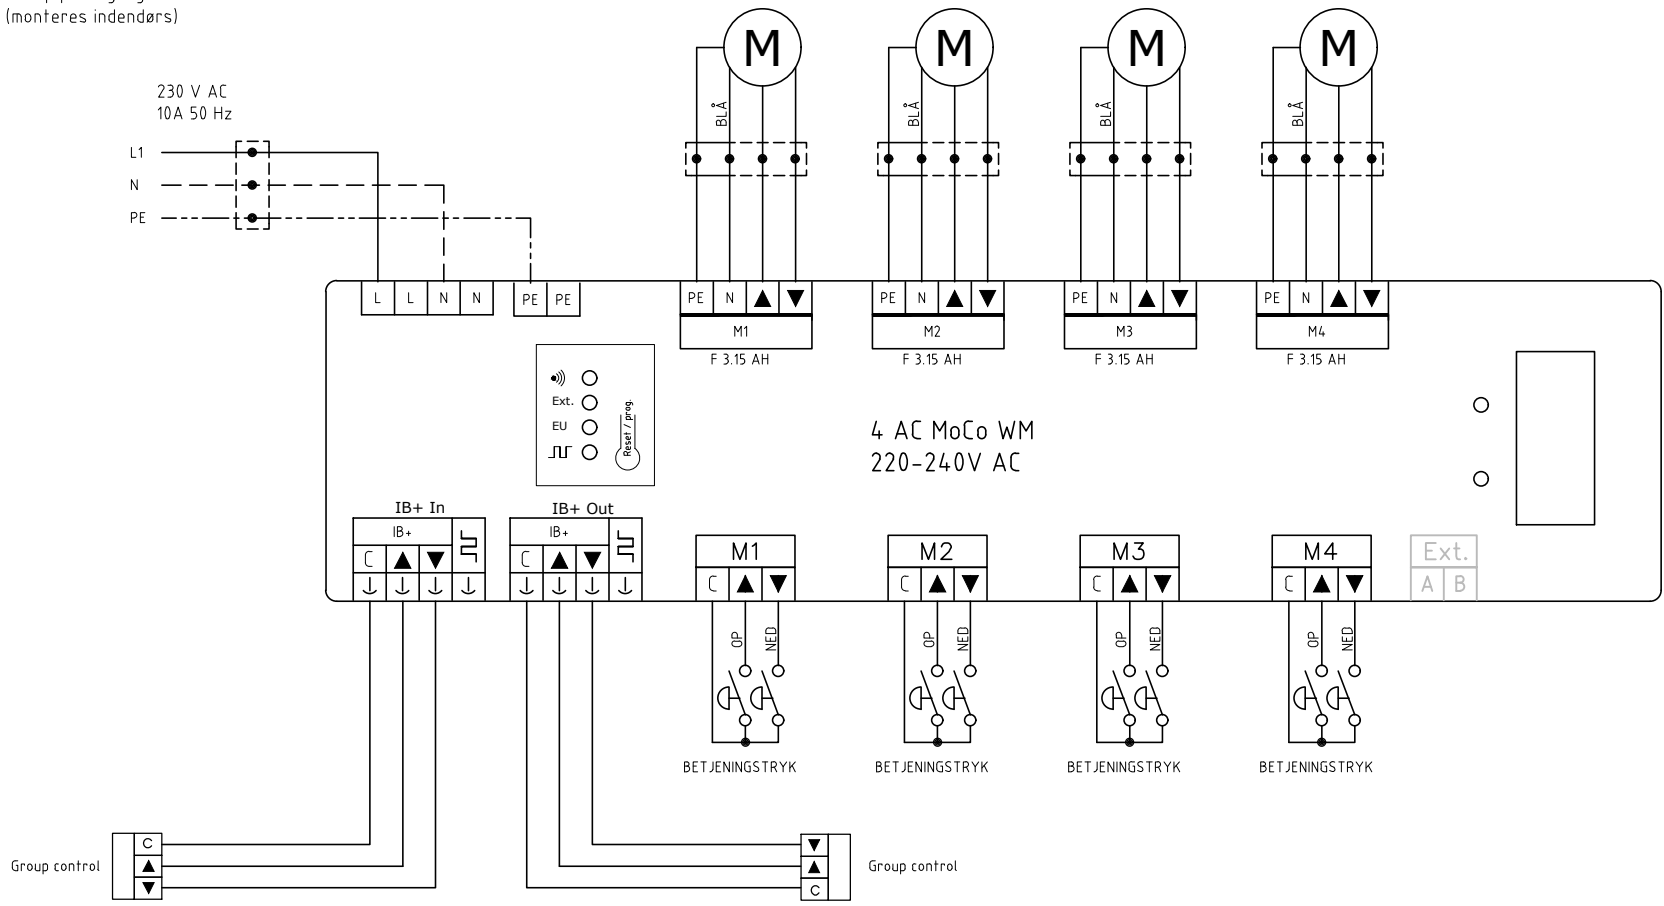 (monteres indendørs)
M M M M
230 V AC
10A 50 Hz
BLÅ BLÅ BLÅ BLÅ
L1
N
PE
L L N N PE PE
PE N PE N PE N PE N
M1 M2 M3 M4
F 3.15 AH F 3.15 AH F 3.15 AH F 3.15 AH
Ext.
EU
Reset / prog.
4 AC MoCo WM
220-240V AC
IB+ In IB+ Out
IB+ IB+
C C
M1 M2 M3 M4 Ext.
C C C C A B
OP NED OP NED OP NED OP NED
BETJENINGSTRYK BETJENINGSTRYK BETJENINGSTRYK BETJENINGSTRYK
C
Group control Group control
C